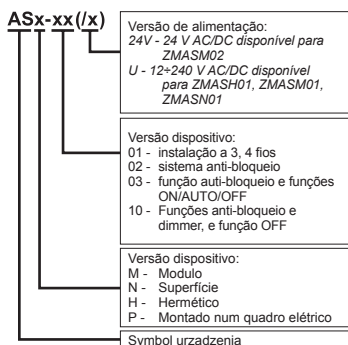 ASx-xx(/x)
Versão de alimentação:
24V - 24 V AC/DC disponível para
ZMASM02
U - 12÷240 V AC/DC disponível
para ZMASH01, ZMASM01,
ZMASN01
Versão dispositivo:
01 - instalação a 3, 4 fios
02 - sistema anti-bloqueio
03 - função auti-bloqueio e funções
ON/AUTO/OFF
10 - Funções anti-bloqueio e
dimmer, e função OFF
Versão dispositivo:
M - Modulo
N - Superfície
H - Hermético
P - Montado num quadro elétrico
Symbol urzadzenia